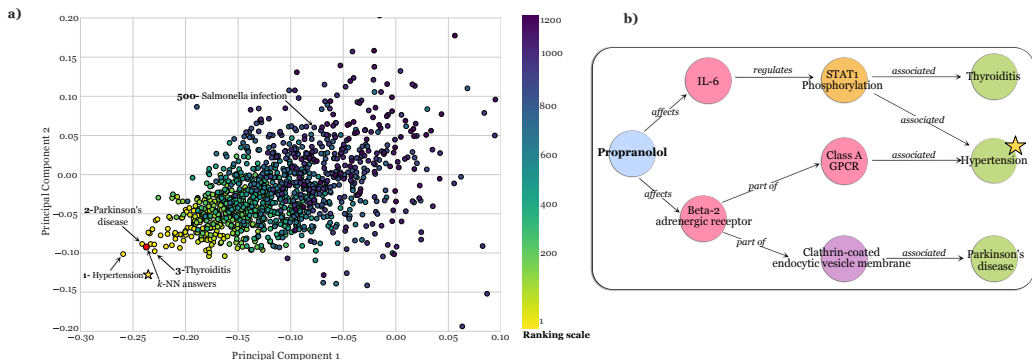 a)
0.20
0.15
0.10
0.05
0.00
−0.05
−0.10
−0.15
−0.20
Principal Component 2
−0.30
−0.25
−0.20
−0.15
−0.10
−0.05
0.00
0.05
0.10
Principal Component 1
500- Salmonella infection
2-Parkinson's
disease
1- Hypertension
3-Thyroiditis
k-NN answers
1200
1000
800
600
400
200
1
Ranking scale
b)
Propranolol
affects
affects
IL-6
regulates
STAT1
Phosphorylation
associated
Thyroiditis
associated
Beta-2
adrenergic receptor
part of
Class A
GPCR
associated
Hypertension
part of
Clathrin-coated
endocytic vesicle membrane
associated
Parkinson's
disease